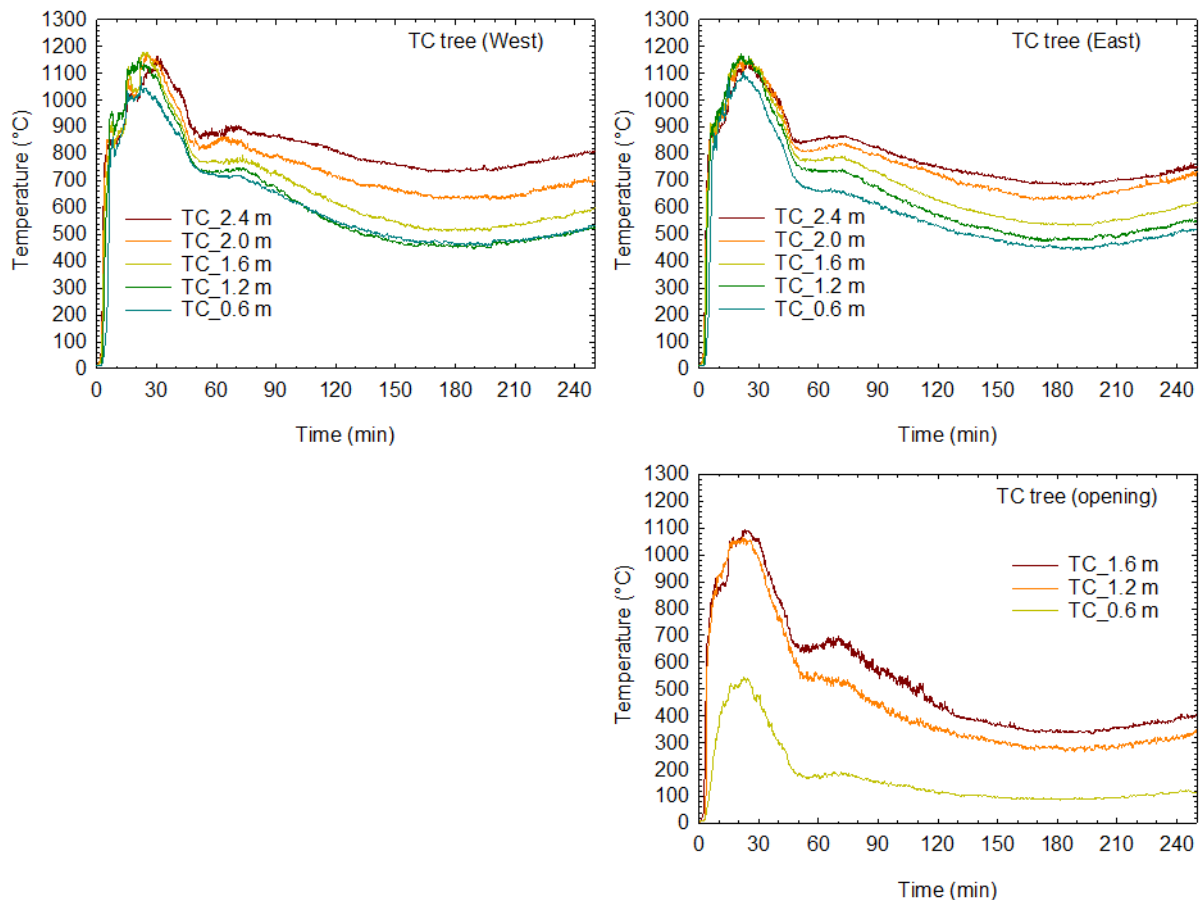 TC tree (West)
Temperature (°C)
1300
1200
1100
1000
900
800
700
600
500
400
300
200
100
0
TC_2.4 m
TC_2.0 m
TC_1.6 m
TC_1.2 m
TC_0.6 m
0 30 60 90 120 150 180 210 240
Time (min)
TC tree (East)
Temperature (°C)
1300
1200
1100
1000
900
800
700
600
500
400
300
200
100
0
TC_2.4 m
TC_2.0 m
TC_1.6 m
TC_1.2 m
TC_0.6 m
0 30 60 90 120 150 180 210 240
Time (min)
TC tree (opening)
Temperature (°C)
1300
1200
1100
1000
900
800
700
600
500
400
300
200
100
0
TC_1.6 m
TC_1.2 m
TC_0.6 m
0 30 60 90 120 150 180 210 240
Time (min)